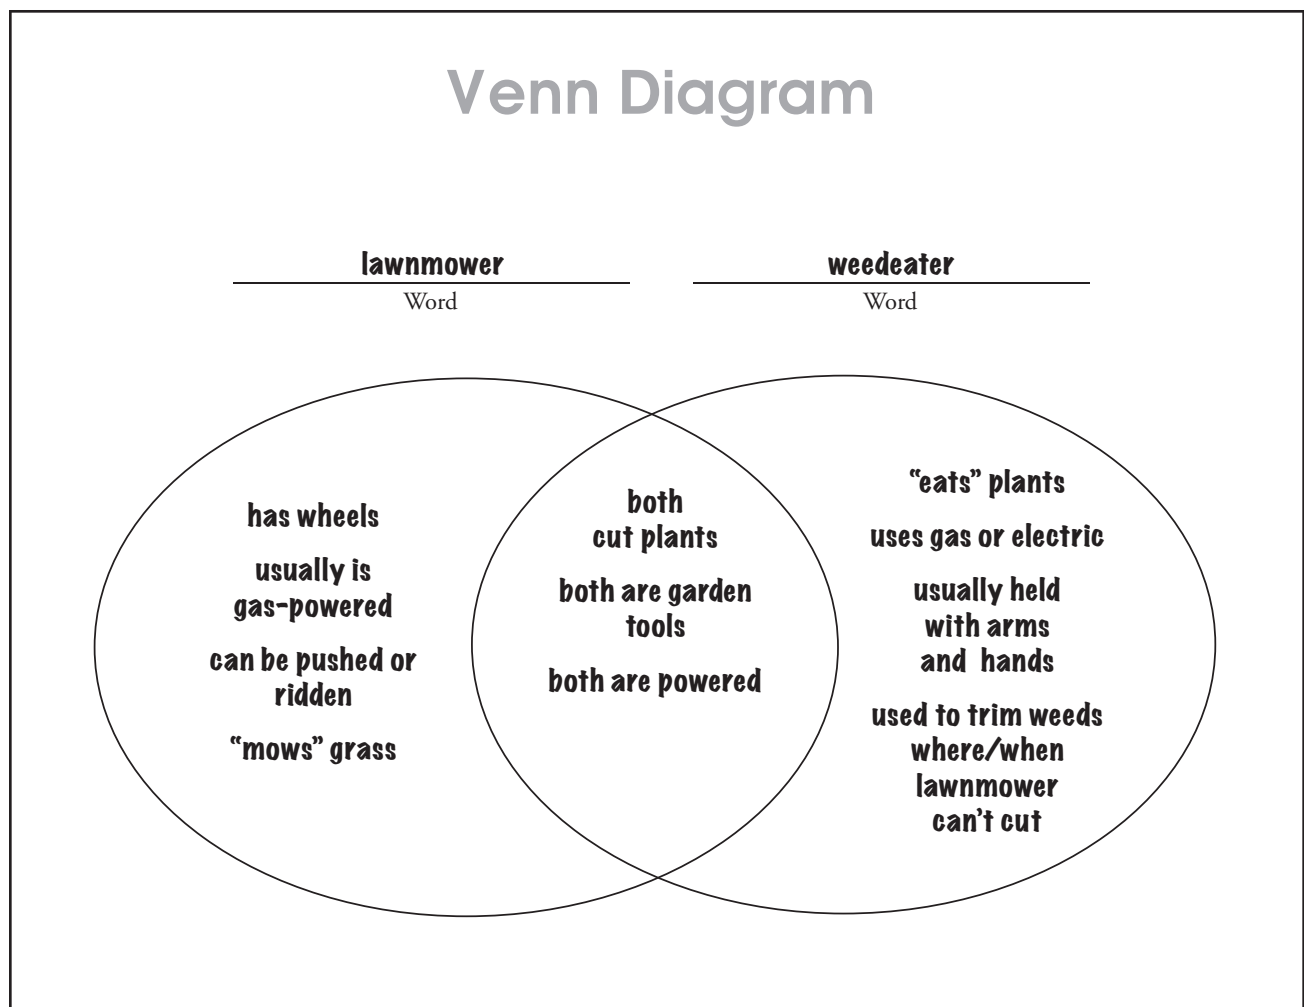 Venn Diagram
lawnmower
Word
weedeater
Word
has wheels
usually is
gas-powered
can be pushed or
ridden
“mows” grass
both
cut plants
both are garden
tools
both are powered
“eats” plants
uses gas or electric
usually held
with arms
and hands
used to trim weeds
where/when
lawnmower
can’t cut